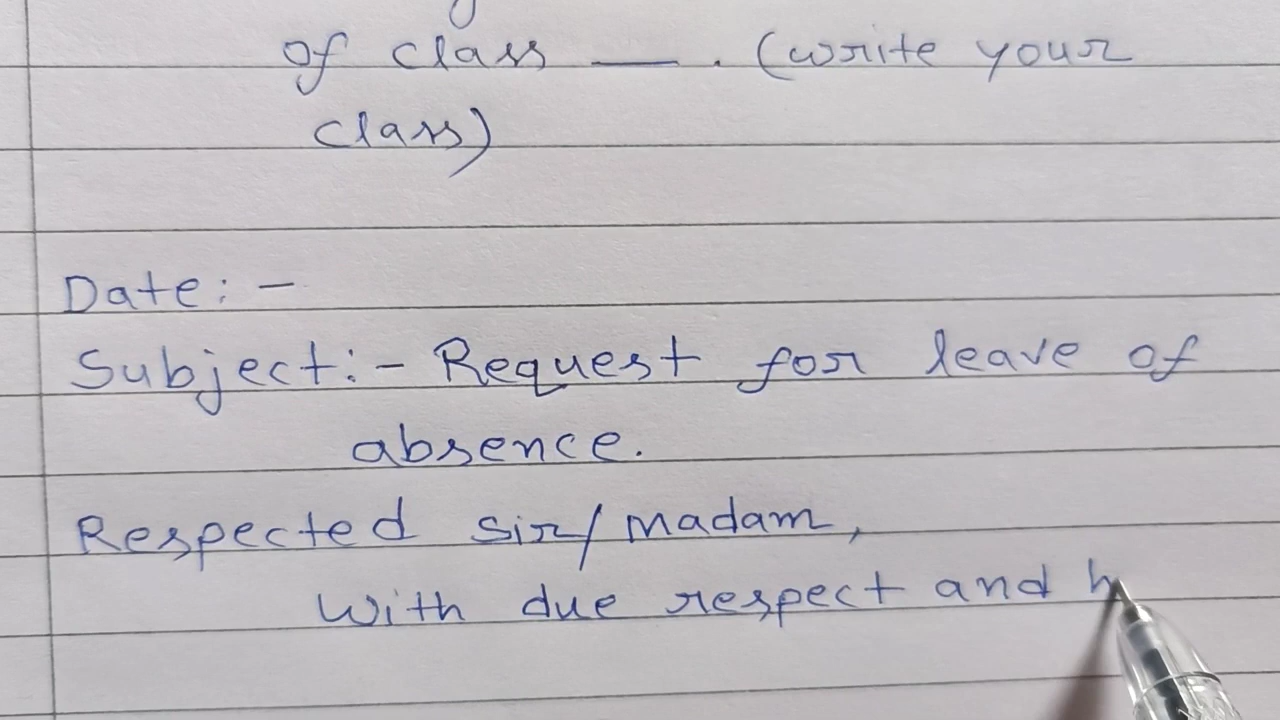 of class __ . (write your
class)
Date:-
Subject:- Request for leave of
absence.
Respected sir/madam,
With due respect and h